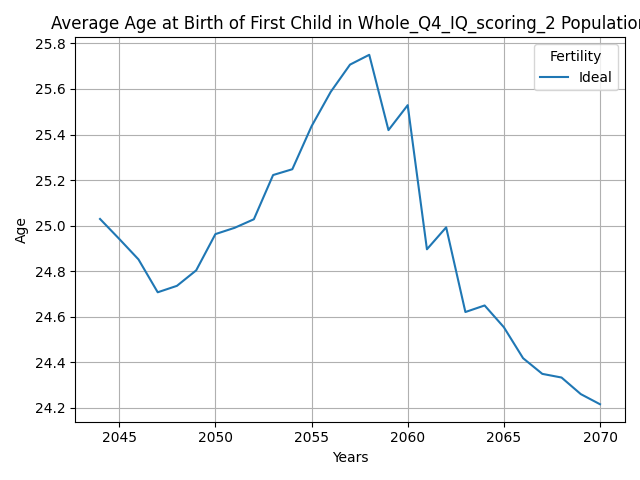 Average Age at Birth of First Child in Whole_Q4_IQ_scoring_2 Population
25.8
25.6
25.4
25.2
25.0
24.8
24.6
24.4
24.2
Age
Fertility
Ideal
2045 2050 2055 2060 2065 2070
Years